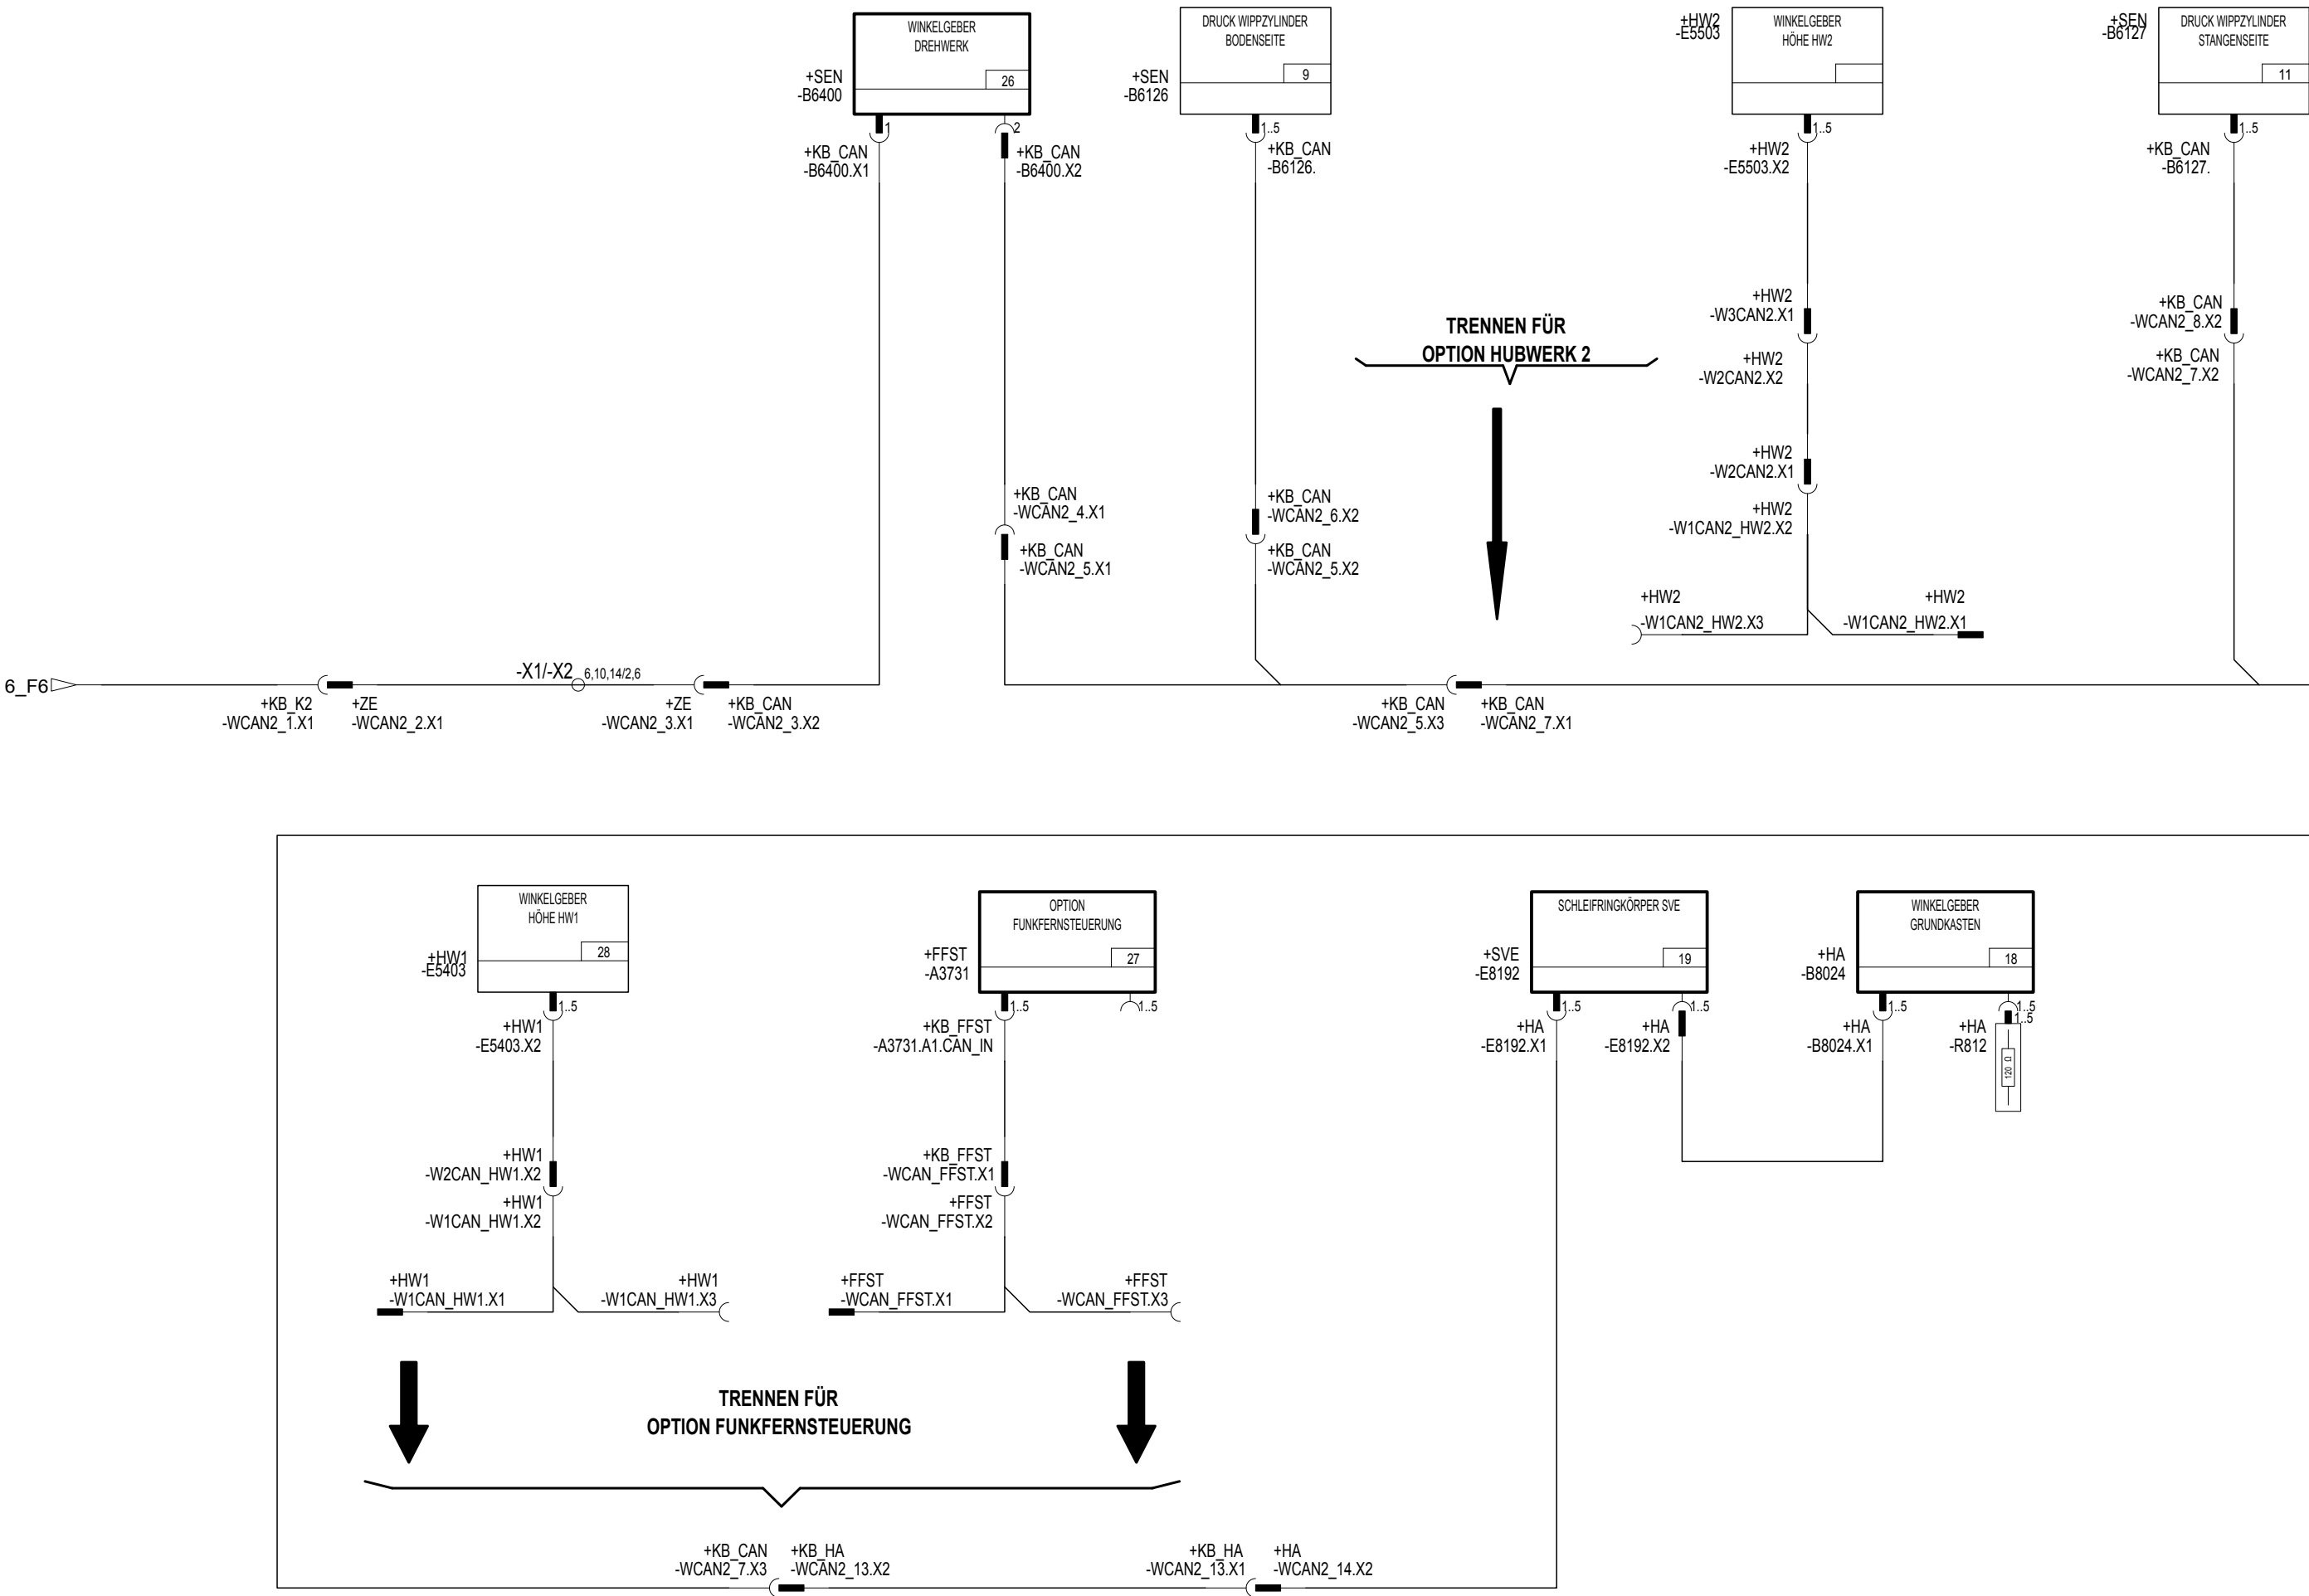 WINKELGEBER
DREHWERK
26
+SEN
-B6400
1
2
+KB_CAN
-B6400.X1
+KB_CAN
-B6400.X2
DRUCK WIPPZYLINDER
BODENSEITE
9
+SEN
-B6126
1..5
+KB_CAN
-B6126.
+HW2
-E5503
WINKELGEBER
HÖHE HW2
1..5
+HW2
-E5503.X2
+SEN
-B6127
DRUCK WIPPZYLINDER
STANGENSEITE
11
1..5
+KB_CAN
-B6127.
+HW2
-W3CAN2.X1
+HW2
-W2CAN2.X2
+KB_CAN
-WCAN2_8.X2
+KB_CAN
-WCAN2_7.X2
TRENNEN FÜR
OPTION HUBWERK 2
+HW2
-W2CAN2.X1
+HW2
-W1CAN2_HW2.X2
+KB_CAN
-WCAN2_4.X1
+KB_CAN
-WCAN2_5.X1
+KB_CAN
-WCAN2_6.X2
+KB_CAN
-WCAN2_5.X2
+HW2
-W1CAN2_HW2.X3
+HW2
-W1CAN2_HW2.X1
6_F6
-X1/-X2 6,10,14/2,6
+KB_K2
-WCAN2_1.X1
+ZE
-WCAN2_2.X1
+ZE
-WCAN2_3.X1
+KB_CAN
-WCAN2_3.X2
+KB_CAN
-WCAN2_5.X3
+KB_CAN
-WCAN2_7.X1
WINKELGEBER
HÖHE HW1
28
+HW1
-E5403
1..5
+HW1
-E5403.X2
OPTION
FUNKFERNSTEUERUNG
27
+FFST
-A3731
1..5
1..5
+KB_FFST
-A3731.A1.CAN_IN
SCHLEIFRINGKÖRPER SVE
19
+SVE
-E8192
1..5
1..5
+HA
-E8192.X1
+HA
-E8192.X2
WINKELGEBER
GRUNDKASTEN
18
+HA
-B8024
1..5
1..5
1..5
+HA
-B8024.X1
+HA
-R812
120 Ω
+HW1
-W2CAN_HW1.X2
+HW1
-W1CAN_HW1.X2
+KB_FFST
-WCAN_FFST.X1
+FFST
-WCAN_FFST.X2
+HW1
-W1CAN_HW1.X1
+HW1
-W1CAN_HW1.X3
+FFST
-WCAN_FFST.X1
+FFST
-WCAN_FFST.X3
TRENNEN FÜR
OPTION FUNKFERNSTEUERUNG
+KB_CAN
-WCAN2_7.X3
+KB_HA
-WCAN2_13.X2
+KB_HA
-WCAN2_13.X1
+HA
-WCAN2_14.X2